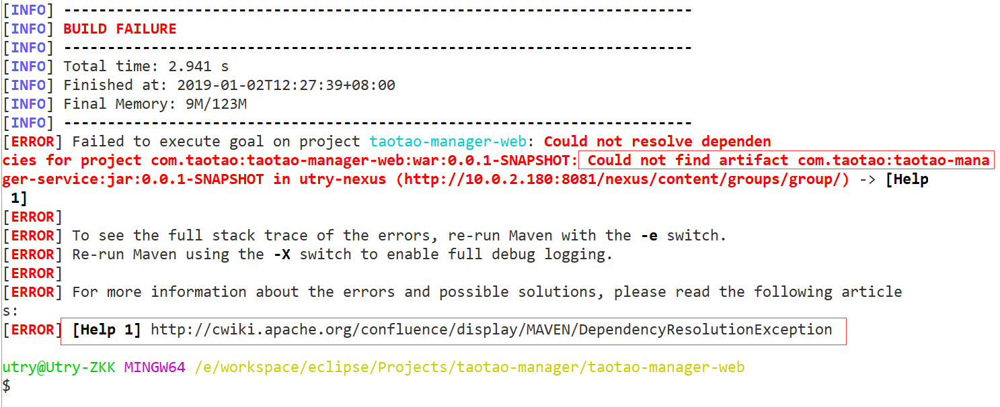 [INFO] ------------------------------------------------------------------------
[INFO] BUILD FAILURE
[INFO] ------------------------------------------------------------------------
[INFO] Total time: 2.941 s
[INFO] Finished at: 2019-01-02T12:27:39+08:00
[INFO] Final Memory: 9M/123M
[INFO] ------------------------------------------------------------------------
[ERROR] Failed to execute goal on project taotao-manager-web: Could not resolve dependen
cies for project com.taotao:taotao-manager-web:war:0.0.1-SNAPSHOT: Could not find artifact com.taotao:taotao-mana
ger-service:jar:0.0.1-SNAPSHOT in utry-nexus (http://10.0.2.180:8081/nexus/content/groups/group/) -> [Help
 1]
[ERROR]
[ERROR] To see the full stack trace of the errors, re-run Maven with the -e switch.
[ERROR] Re-run Maven using the -X switch to enable full debug logging.
[ERROR]
[ERROR] For more information about the errors and possible solutions, please read the following article
s:
[ERROR] [Help 1] http://cwiki.apache.org/confluence/display/MAVEN/DependencyResolutionException
utry@Utry-ZKK MINGW64 /e/workspace/eclipse/Projects/taotao-manager/taotao-manager-web
$